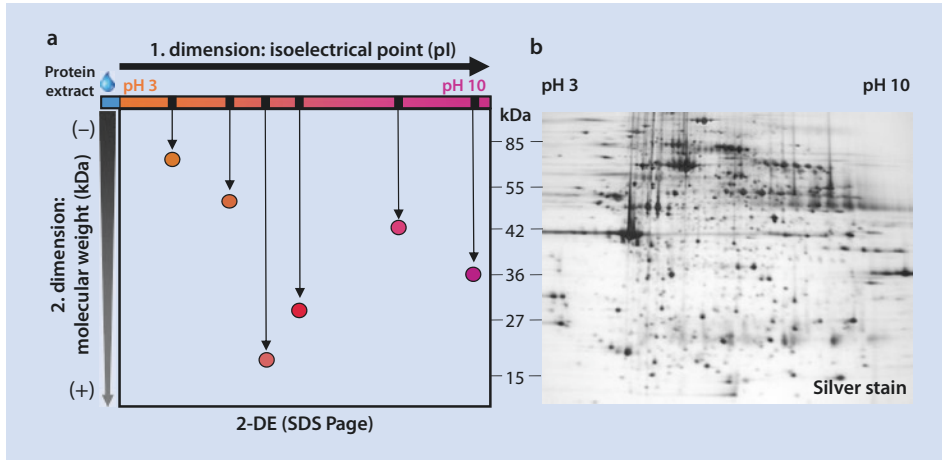 a
1. dimension: isoelectrical point (pI)
Protein
extract
pH 3
pH 10
(–)
2. dimension:
molecular weight (kDa)
(+)
kDa
85
55
42
36
27
15
2-DE (SDS Page)
b
pH 3
pH 10
Silver stain